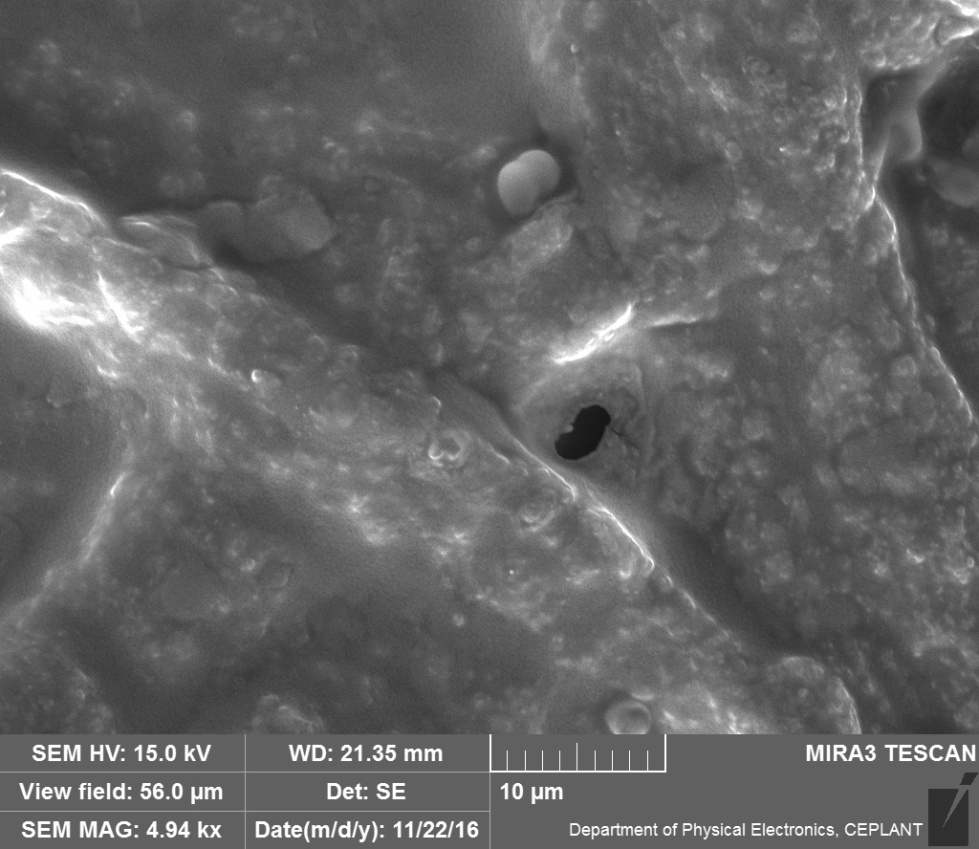 SEM HV: 15.0 kV
WD: 21.35 mm
MIRA3 TESCAN
View field: 56.0 µm
Det: SE
10 µm
SEM MAG: 4.94 kx
Date(m/d/y): 11/22/16
Department of Physical Electronics, CEPLANT